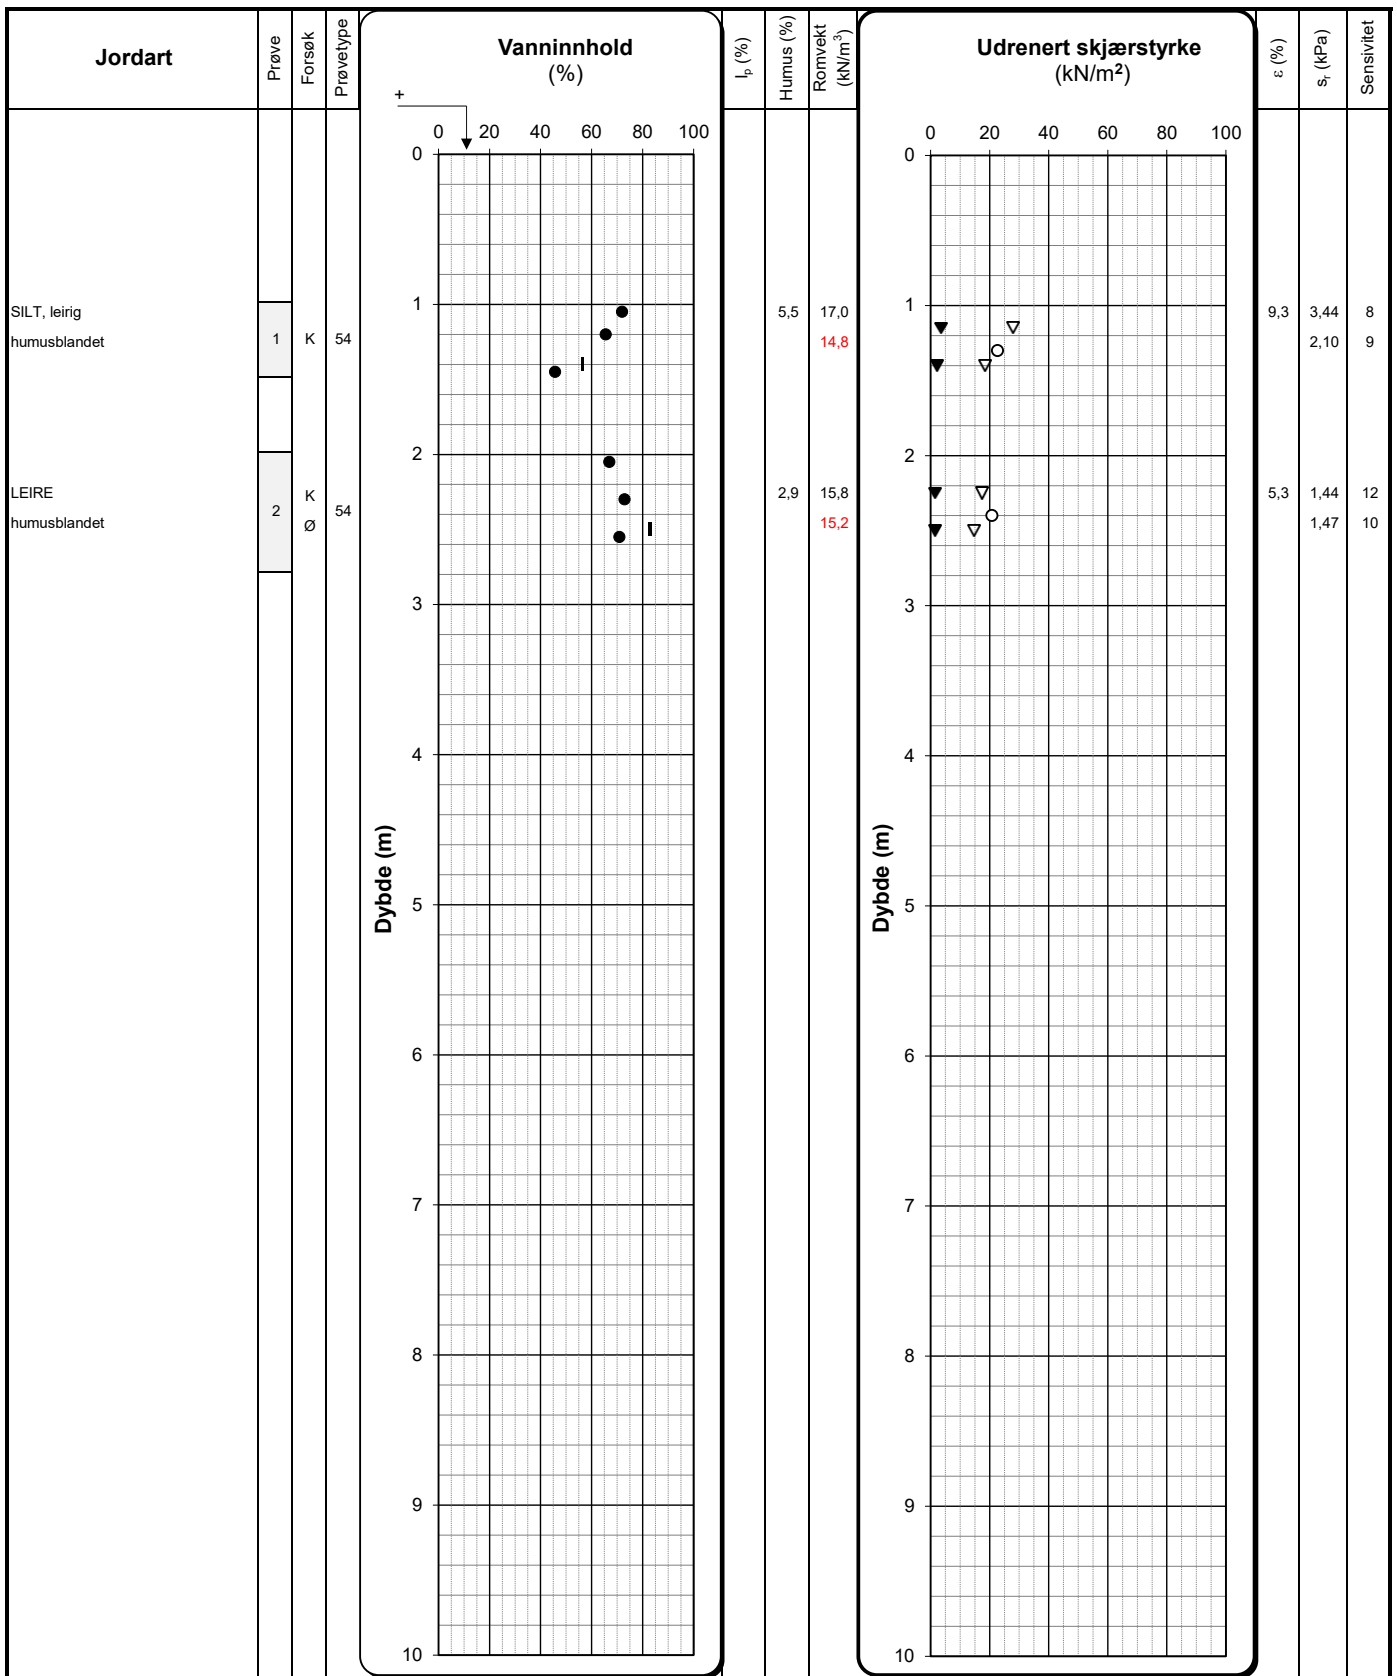 Jordart
Prøve
Forsøk
Prøvetype
Vanninnhold
(%)
Ip (%)
Humus (%)
Romvekt
(kN/m³)
Udrenert skjærstyrke
(kN/m²)
ε (%)
sr (kPa)
Sensivitet
+
0 20 40 60 80 100
0 20 40 60 80 100
0 0
1 1
SILT, leirig 5,5 17,0 9,3 3,44 8
humusblandet 1 K 54 14,8 2,10 9
2 2
LEIRE K 2,9 15,8 5,3 1,44 12
2 54
humusblandet Ø 15,2 1,47 10
3 3
4 4
Dybde (m) Dybde (m)
5 5
6 6
7 7
8 8
9 9
10 10